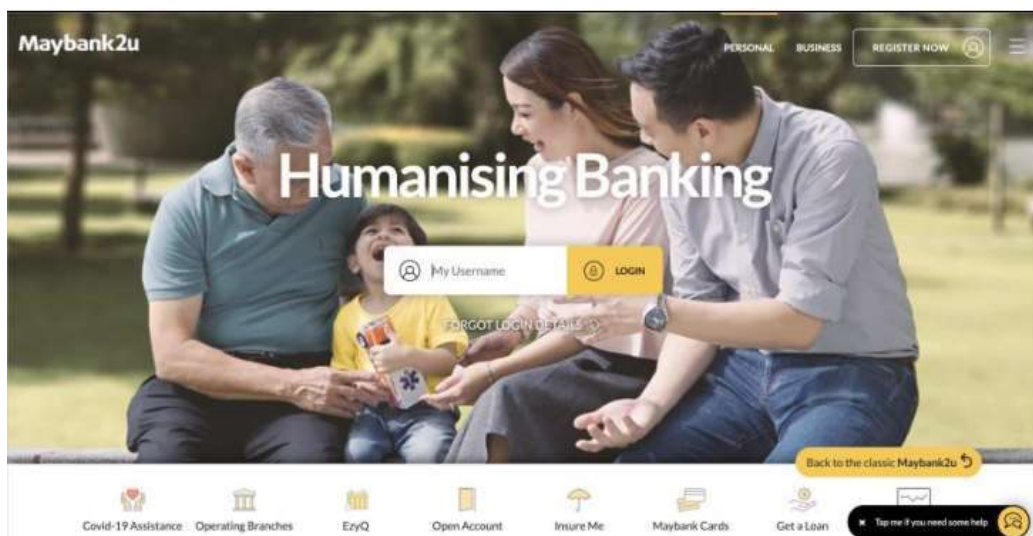 Maybank2u
PERSONAL BUSINESS REGISTER NOW
Humanising Banking
My Username LOGIN
FORGOT LOGIN DETAILS
Back to the classic Maybank2u
Covid-19 Assistance Operating Branches EzyQ Open Account Insure Me Maybank Cards Get a Loan
Tap me if you need some help